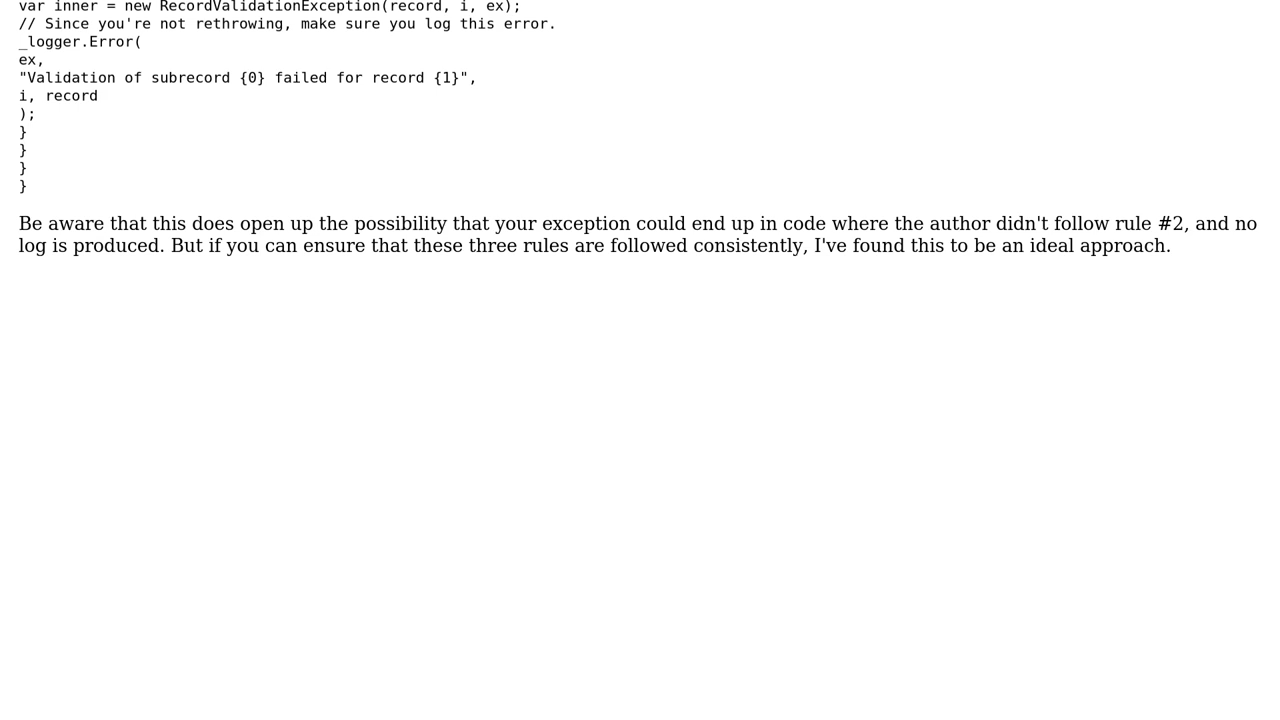 var inner = new RecordValidationException(record, i, ex);
// Since you're not rethrowing, make sure you log this error.
_logger.Error(
ex,
"Validation of subrecord {0} failed for record {1}",
i, record
);
}
}
}
}
Be aware that this does open up the possibility that your exception could end up in code where the author didn't follow rule #2, and no
log is produced. But if you can ensure that these three rules are followed consistently, I've found this to be an ideal approach.